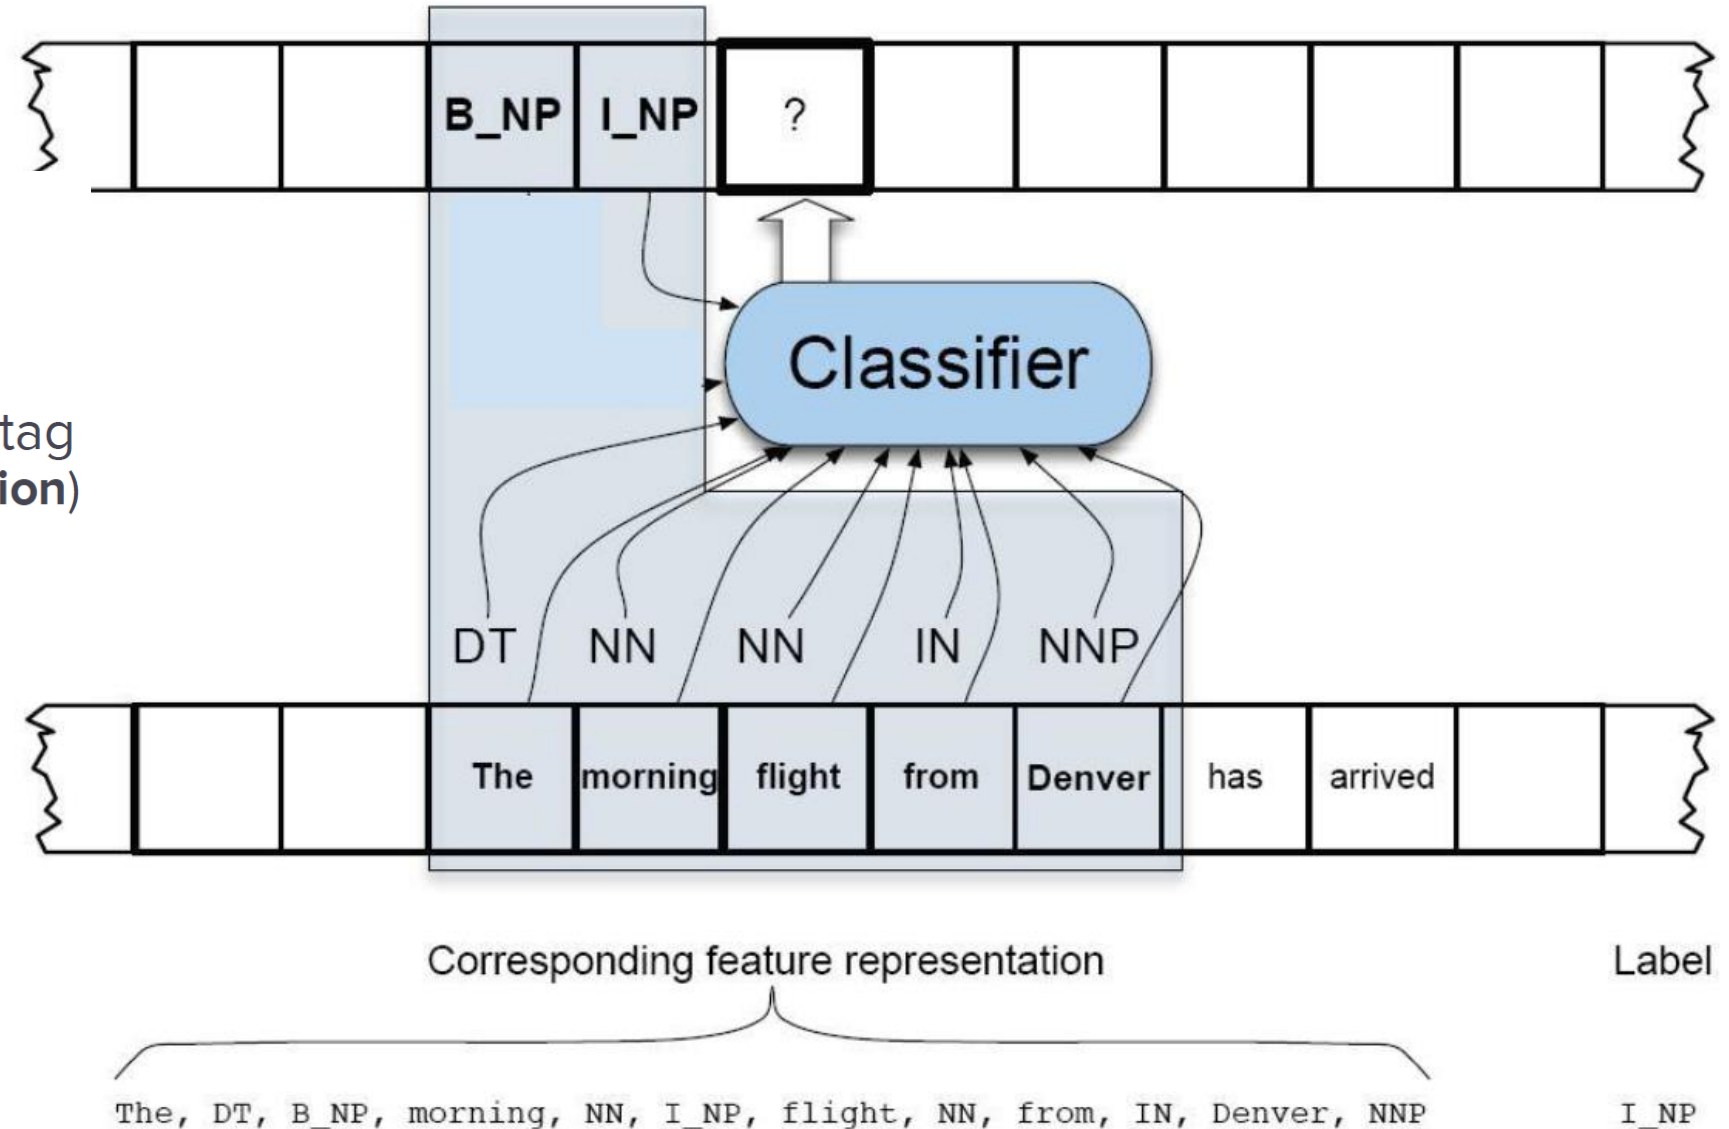 B_NP I_NP ?
Classifier
tag
ion)
DT NN NN IN NNP
The morning flight from Denver has arrived
Corresponding feature representation Label
The, DT, B_NP, morning, NN, I_NP, flight, NN, from, IN, Denver, NNP I_NP